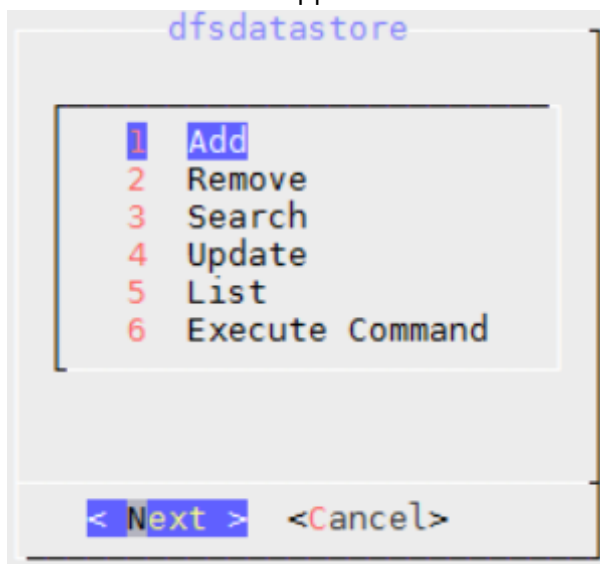 dfsdatastore
1 Add
2 Remove
3 Search
4 Update
5 List
6 Execute Command
< Next > <Cancel>